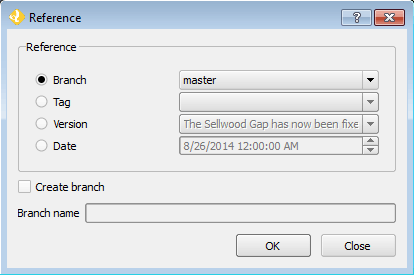 Reference
?
Reference
Branch master
Tag
Version The Sellwood Gap has now been fixe
Date 8/26/2014 12:00:00 AM
Create branch
Branch name
OK Close